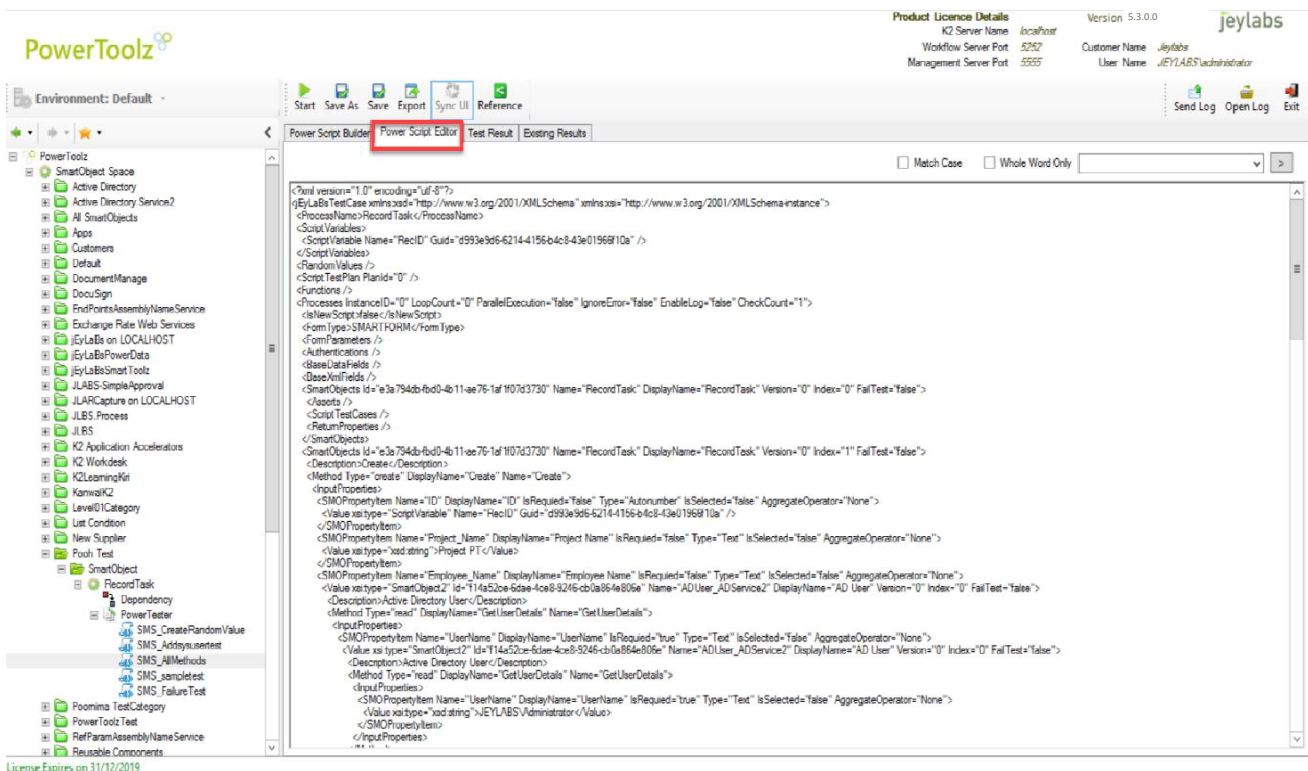 Product Licence Details
K2 Server Name localhost
Workflow Server Port 5252
Management Server Port 5555
Version 5.3.0.0
Customer Name Jeylabs
User Name JEYLABS\administrator
jeylabs
PowerToolz
Environment: Default
Start Save As Save Export Sync UI Reference
Send Log Open Log Exit
Power Script Builder Power Script Editor Test Result Existing Results
Match Case Whole Word Only >
PowerToolz
SmartObject Space
Active Directory
Active Directory Service2
All SmartObjects
Apps
Customers
Default
DocumentManage
DocuSign
EndPointsAssemblyNameService
Exchange Rate Web Services
jEyLaBs on LOCALHOST
jEyLaBsPowerData
jEyLaBsSmartToolz
JLABS-SimpleApproval
JLARCapture on LOCALHOST
JLBS.Process
JLBS
K2 Application Accelerators
K2 Workdesk
K2LearningKiri
KanwalK2
Level01Category
List Condition
New Supplier
Pooh Test
SmartObject
RecordTask
Dependency
PowerTester
SMS_CreateRandomValue
SMS_Addsysusertest
SMS_AllMethods
SMS_sampletest
SMS_FailureTest
Poornima TestCategory
PowerToolzTest
RefParamAssemblyNameService
Reusable Components
<?xml version="1.0" encoding="utf-8"?>
<jEyLaBsTestCase xmlns:xsd="http://www.w3.org/2001/XMLSchema" xmlns:xsi="http://www.w3.org/2001/XMLSchema-instance">
<ProcessName>RecordTask</ProcessName>
<ScriptVariables>
<ScriptVariable Name="RecID" Guid="d993e9d6-6214-4156-b4c8-43e01966f10a" />
</ScriptVariables>
<RandomValues />
<ScriptTestPlan PlanId="0" />
<Functions />
<Processes InstanceID="0" LoopCount="0" ParallelExecution="false" IgnoreError="false" EnableLog="false" CheckCount="1">
<IsNewScript>false</IsNewScript>
<FormType>SMARTFORM</FormType>
<FormParameters />
<Authentications />
<BaseDataFields />
<BaseXmlFields />
<SmartObjects Id="e3a794db-fbd0-4b11-ae76-1af1f07d3730" Name="RecordTask" DisplayName="RecordTask" Version="0" Index="0" FailTest="false">
<Asserts />
<ScriptTestCases />
<ReturnProperties />
</SmartObjects>
<SmartObjects Id="e3a794db-fbd0-4b11-ae76-1af1f07d3730" Name="RecordTask" DisplayName="RecordTask" Version="0" Index="1" FailTest="false">
<Description>Create</Description>
<Method Type="create" DisplayName="Create" Name="Create">
<InputProperties>
<SMOPropertyItem Name="ID" DisplayName="ID" IsRequied="false" Type="Autonumber" IsSelected="false" AggregateOperator="None">
<Value xsi:type="ScriptVariable" Name="RecID" Guid="d993e9d6-6214-4156-b4c8-43e01966f10a" />
</SMOPropertyItem>
<SMOPropertyItem Name="Project_Name" DisplayName="Project Name" IsRequied="false" Type="Text" IsSelected="false" AggregateOperator="None">
<Value xsi:type="xsd:string">Project PT</Value>
</SMOPropertyItem>
<SMOPropertyItem Name="Employee_Name" DisplayName="Employee Name" IsRequied="false" Type="Text" IsSelected="false" AggregateOperator="None">
<Value xsi:type="SmartObject2" Id="f14a52ce-6dae-4ce8-9246-cb0a864e806e" Name="ADUser_ADService2" DisplayName="AD User" Version="0" Index="0" FailTest="false">
<Description>Active Directory User</Description>
<Method Type="read" DisplayName="GetUserDetails" Name="GetUserDetails">
<InputProperties>
<SMOPropertyItem Name="UserName" DisplayName="UserName" IsRequied="true" Type="Text" IsSelected="false" AggregateOperator="None">
<Value xsi:type="SmartObject2" Id="f14a52ce-6dae-4ce8-9246-cb0a864e806e" Name="ADUser_ADService2" DisplayName="AD User" Version="0" Index="0" FailTest="false">
<Description>Active Directory User</Description>
<Method Type="read" DisplayName="GetUserDetails" Name="GetUserDetails">
<InputProperties>
<SMOPropertyItem Name="UserName" DisplayName="UserName" IsRequied="true" Type="Text" IsSelected="false" AggregateOperator="None">
<Value xsi:type="xsd:string">JEYLABS\Administrator</Value>
</SMOPropertyItem>
</InputProperties>
License Expires on 31/12/2019